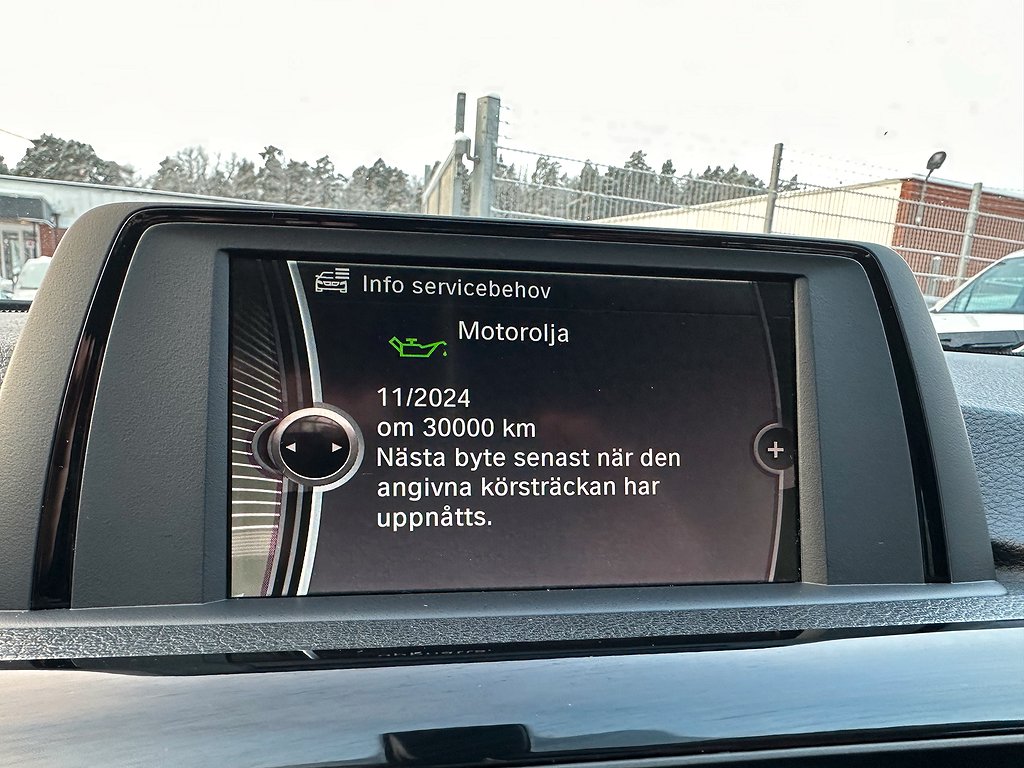 Info servicebehov
Motorolja
11/2024
om 30000 km
Nästa byte senast när den
angivna körsträckan har
uppnåtts.